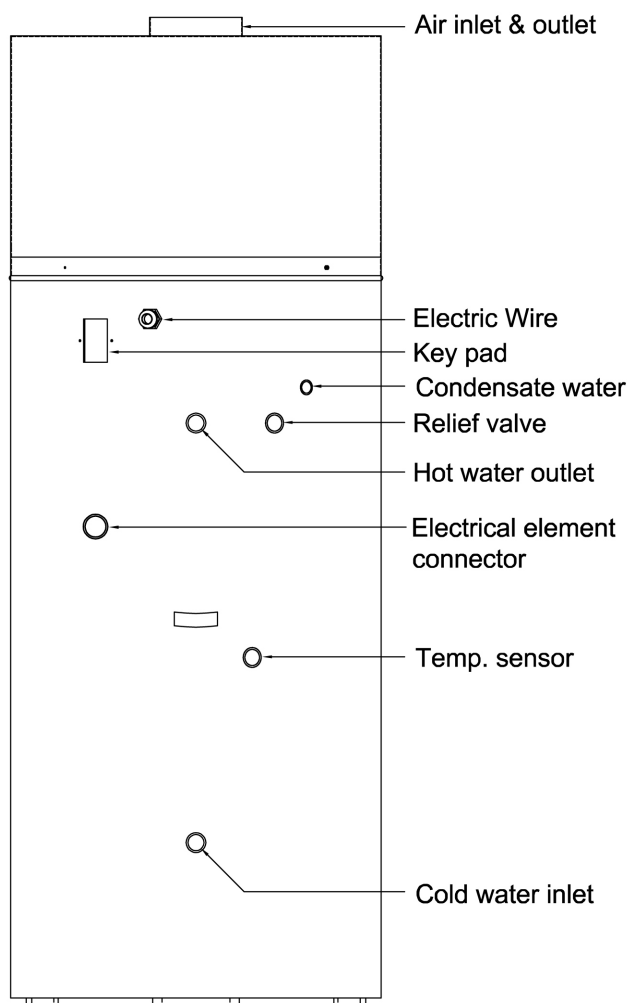 Air inlet & outlet
Electric Wire
Key pad
Condensate water
Relief valve
Hot water outlet
Electrical element
connector
Temp. sensor
Cold water inlet